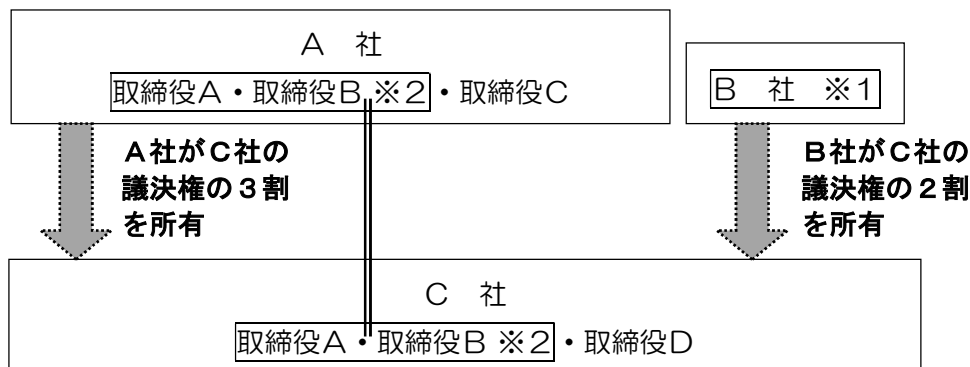 A 社
取締役A・取締役B ※2・取締役C
B 社 ※1
A社がC社の
議決権の3割
を所有
B社がC社の
議決権の2割
を所有
C 社
取締役A・取締役B ※2・取締役D